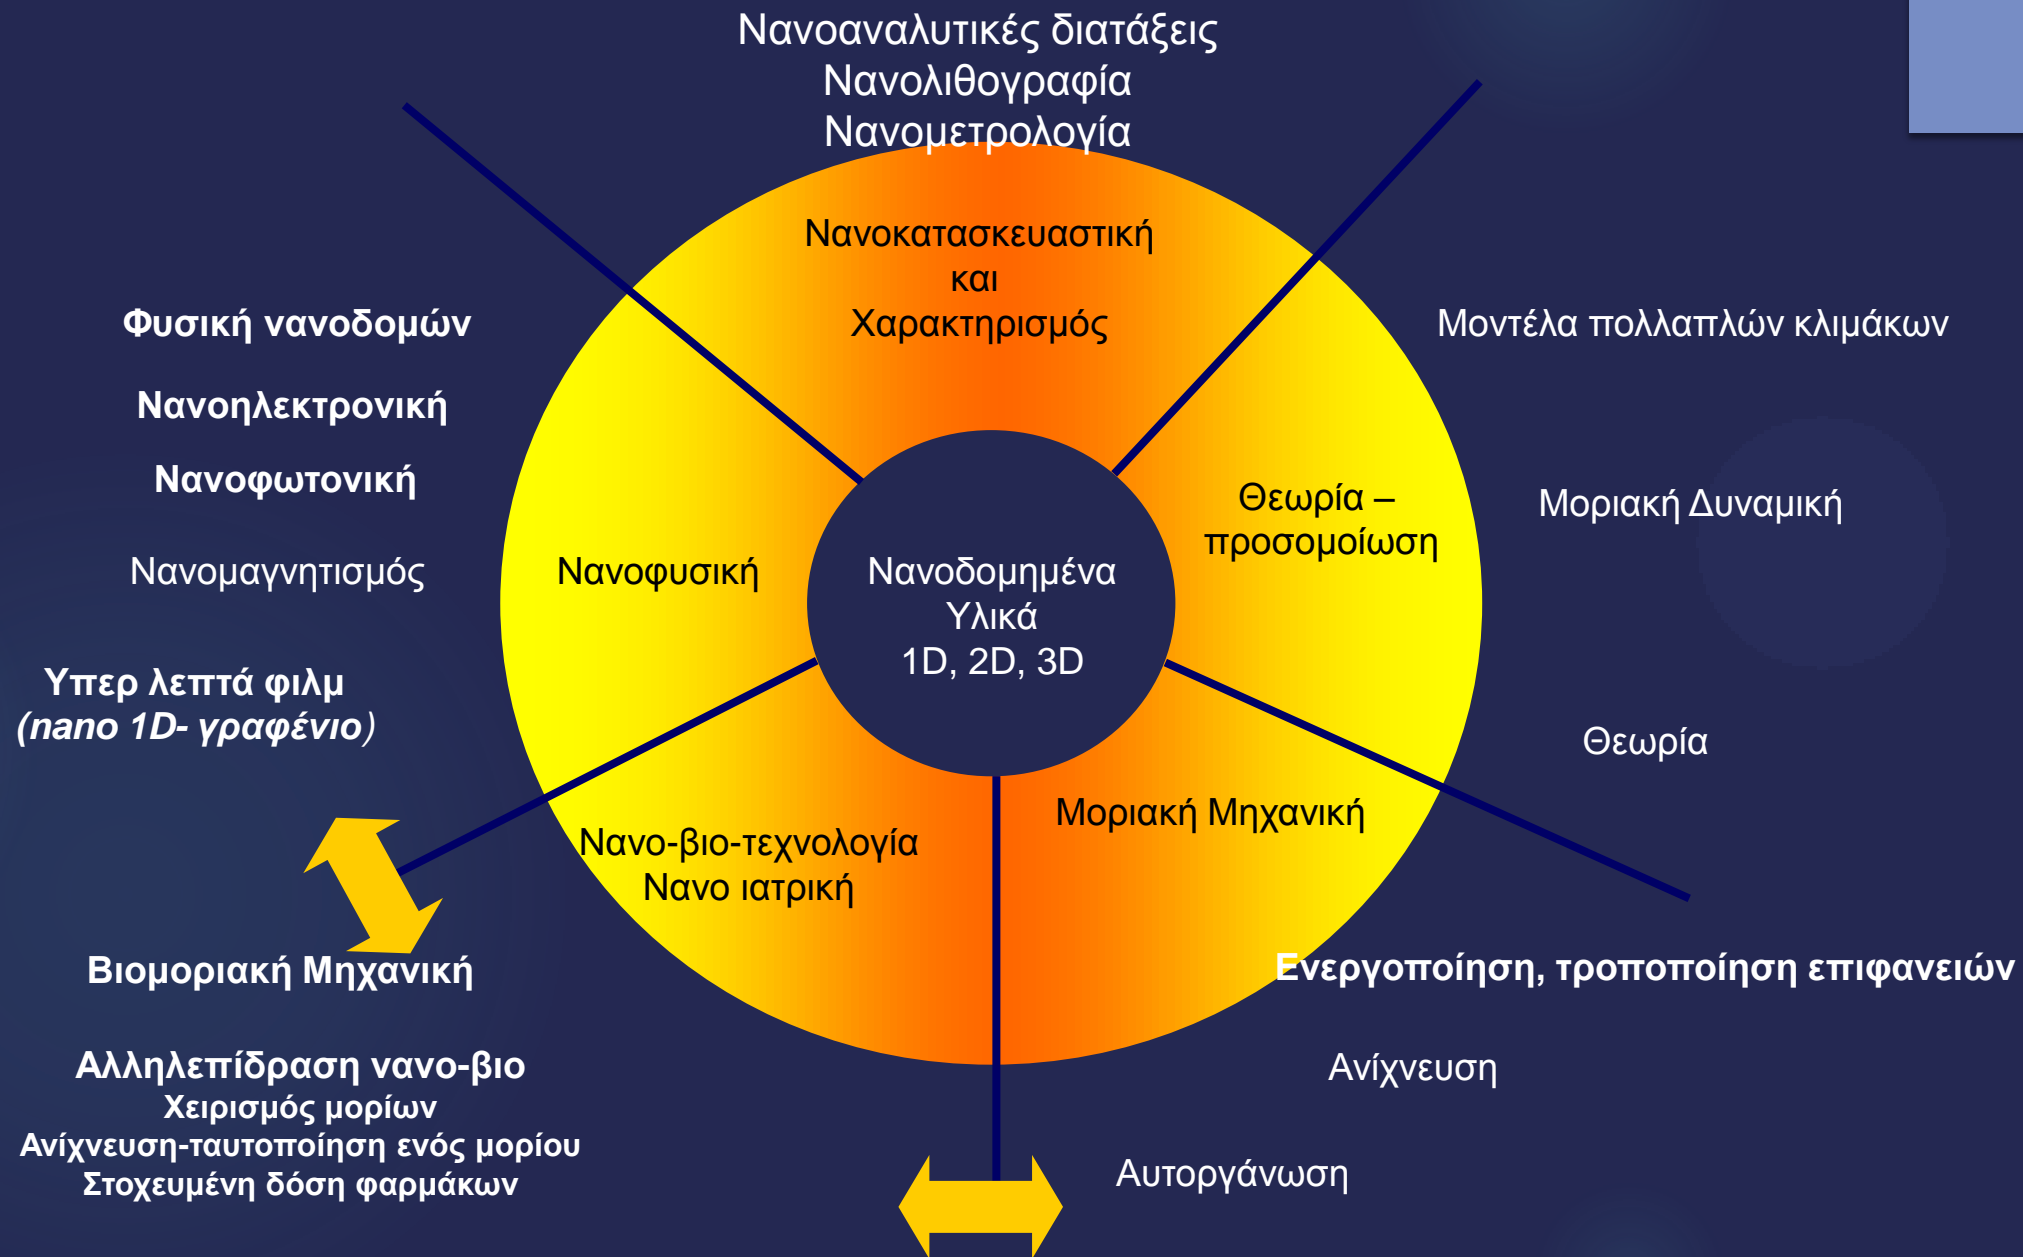 Νανοαναλυτικές διατάξεις
Νανολιθογραφία
Νανομετρολογία
Νανοκατασκευαστική
και
Χαρακτηρισμός
Φυσική νανοδομών
Νανοηλεκτρονική
Νανοφωτονική
Νανομαγνητισμός
Υπερ λεπτά φιλμ
(nano 1D- γραφένιο)
Νανοφυσική
Νανοδομημένα
Υλικά
1D, 2D, 3D
Θεωρία –
προσομοίωση
Μοντέλα πολλαπλών κλιμάκων
Μοριακή Δυναμική
Θεωρία
Νανο-βιο-τεχνολογία
Νανο ιατρική
Μοριακή Μηχανική
Βιομοριακή Μηχανική
Αλληλεπίδραση νανο-βιο
Χειρισμός μορίων
Ανίχνευση-ταυτοποίηση ενός μορίου
Στοχευμένη δόση φαρμάκων
Ενεργοποίηση, τροποποίηση επιφανειών
Ανίχνευση
Αυτοργάνωση